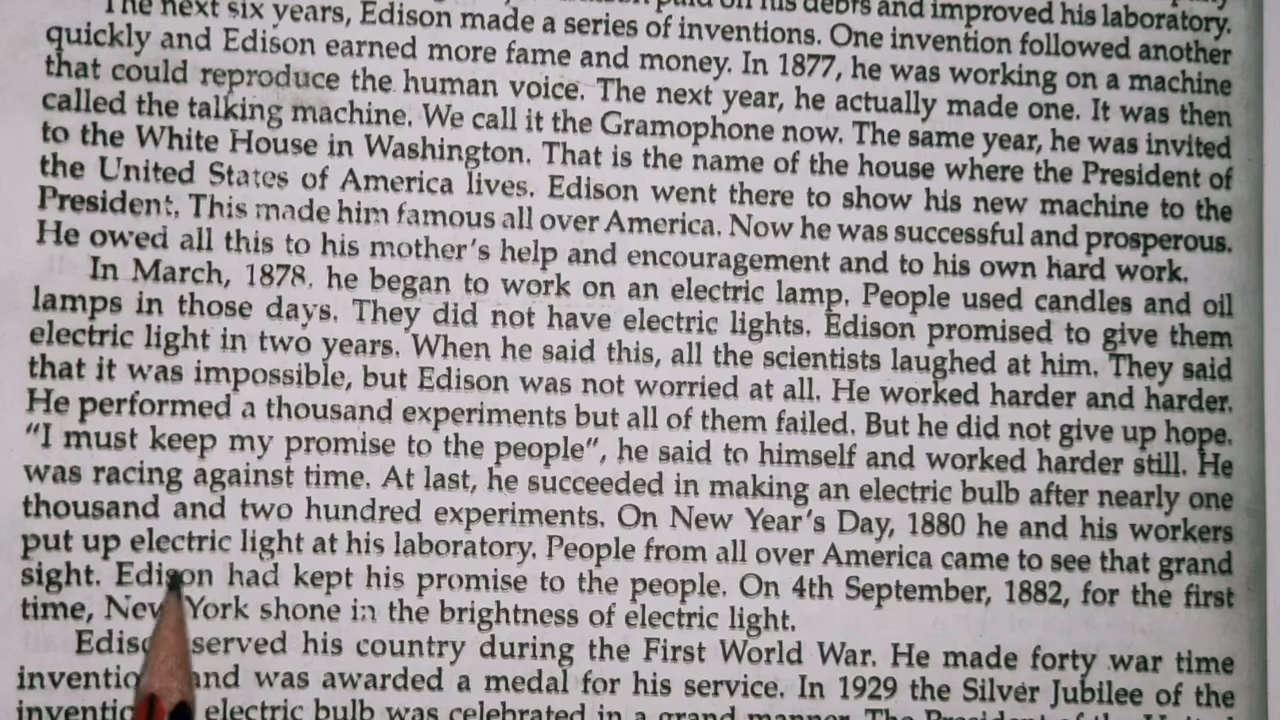 The next six years, Edison made a series of inventions. One invention followed another
quickly and Edison earned more fame and money. In 1877, he was working on a machine
that could reproduce the human voice. The next year, he actually made one. It was then
called the talking machine. We call it the Gramophone now. The same year, he was invited
to the White House in Washington. That is the name of the house where the President of
the United States of America lives. Edison went there to show his new machine to the
President. This made him famous all over America. Now he was successful and prosperous.
He owed all this to his mother's help and encouragement and to his own hard work.
In March, 1878, he began to work on an electric lamp. People used candles and oil
lamps in those days. They did not have electric lights. Edison promised to give them
electric light in two years. When he said this, all the scientists laughed at him. They said
that it was impossible, but Edison was not worried at all. He worked harder and harder.
He performed a thousand experiments but all of them failed. But he did not give up hope.
"I must keep my promise to the people", he said to himself and worked harder still. He
was racing against time. At last, he succeeded in making an electric bulb after nearly one
thousand and two hundred experiments. On New Year's Day, 1880 he and his workers
put up electric light at his laboratory. People from all over America came to see that grand
sight. Edison had kept his promise to the people. On 4th September, 1882, for the first
time, New York shone in the brightness of electric light.
served his country during the First World War. He made forty war time
and was awarded a medal for his service. In 1929 the Silver Jubilee of the
electric bulb was celebrated in a grand manner. The President of the